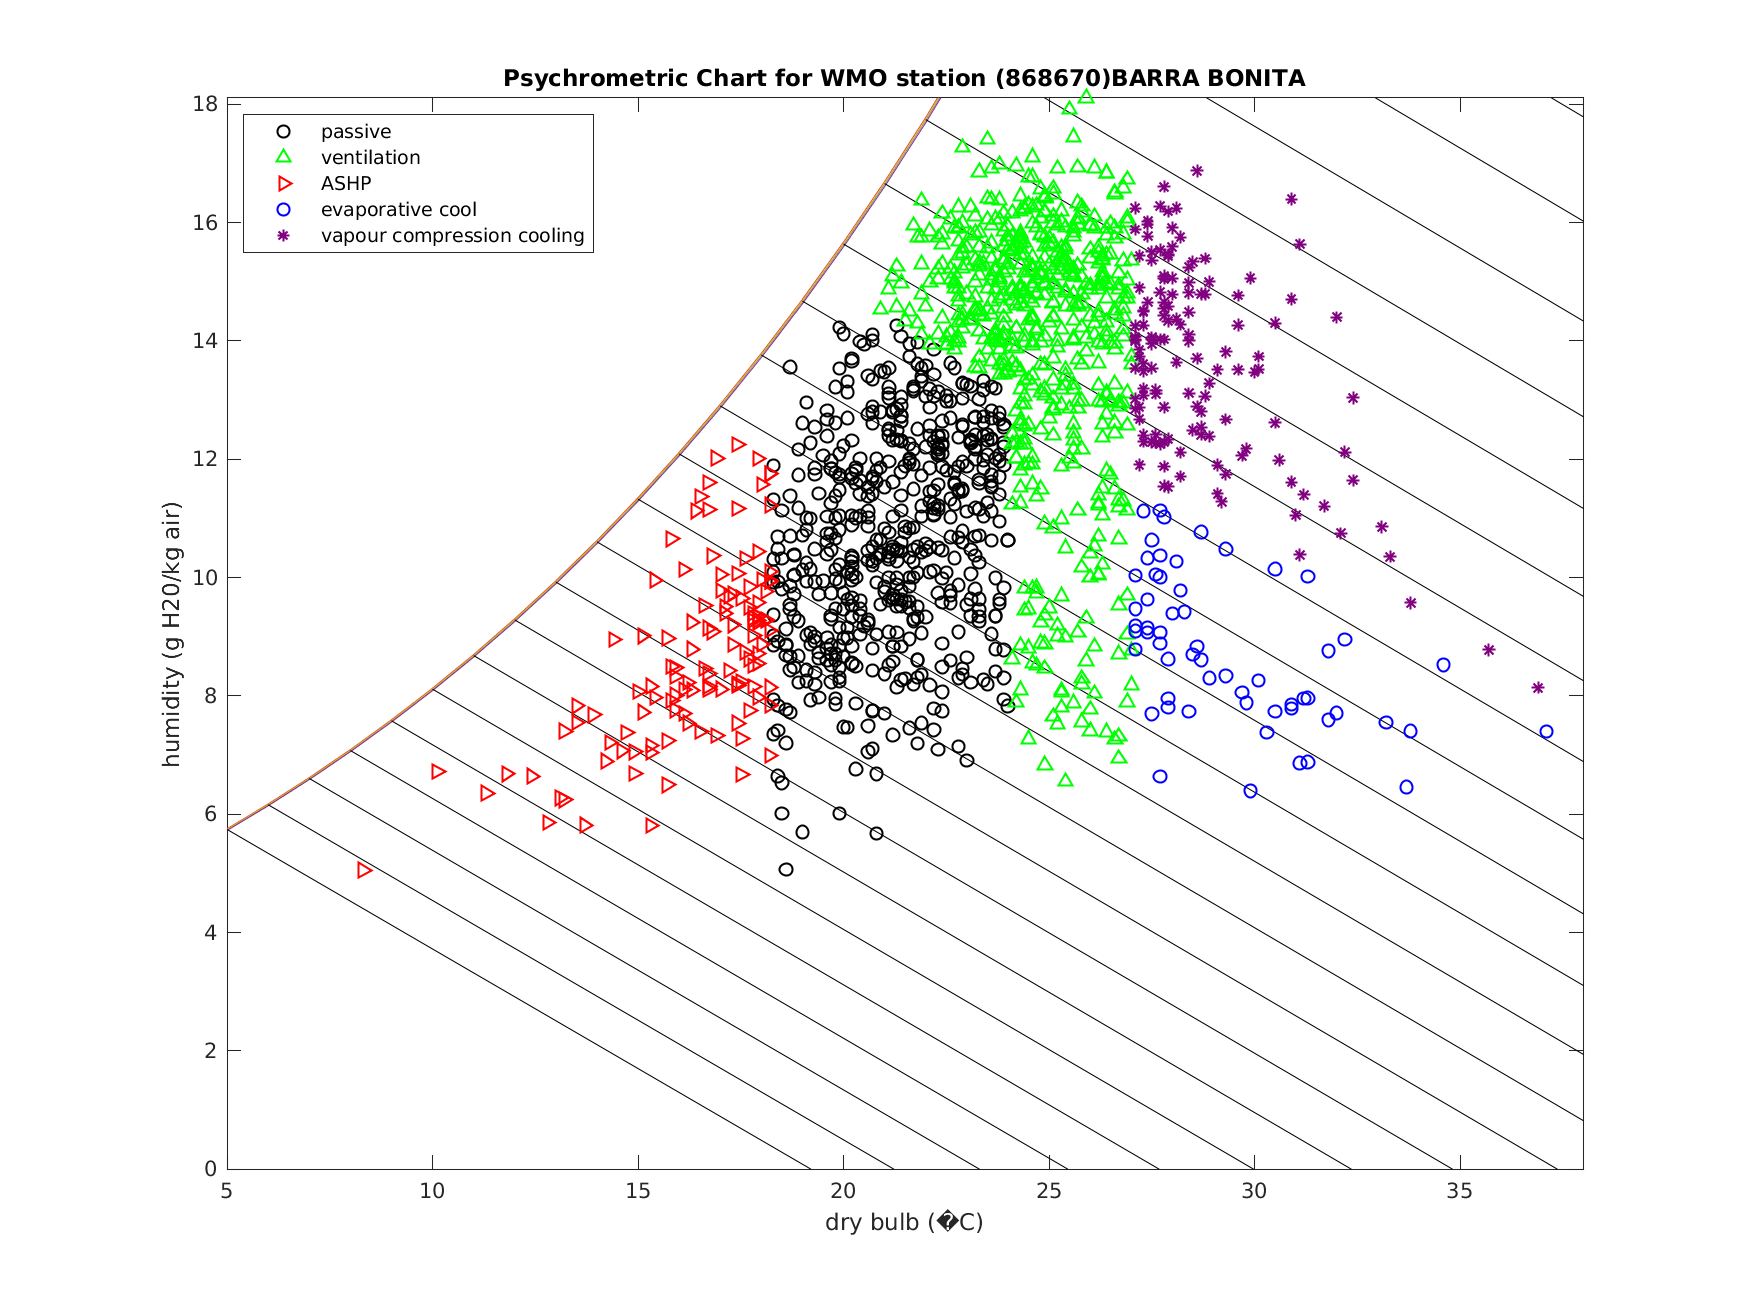 Psychrometric Chart for WMO station (868670)BARRA BONITA
passive
ventilation
ASHP
evaporative cool
vapour compression cooling
18
16
14
12
10
8
6
4
2
0
humidity (g H20/kg air)
5
10
15
20
25
30
35
dry bulb (�C)